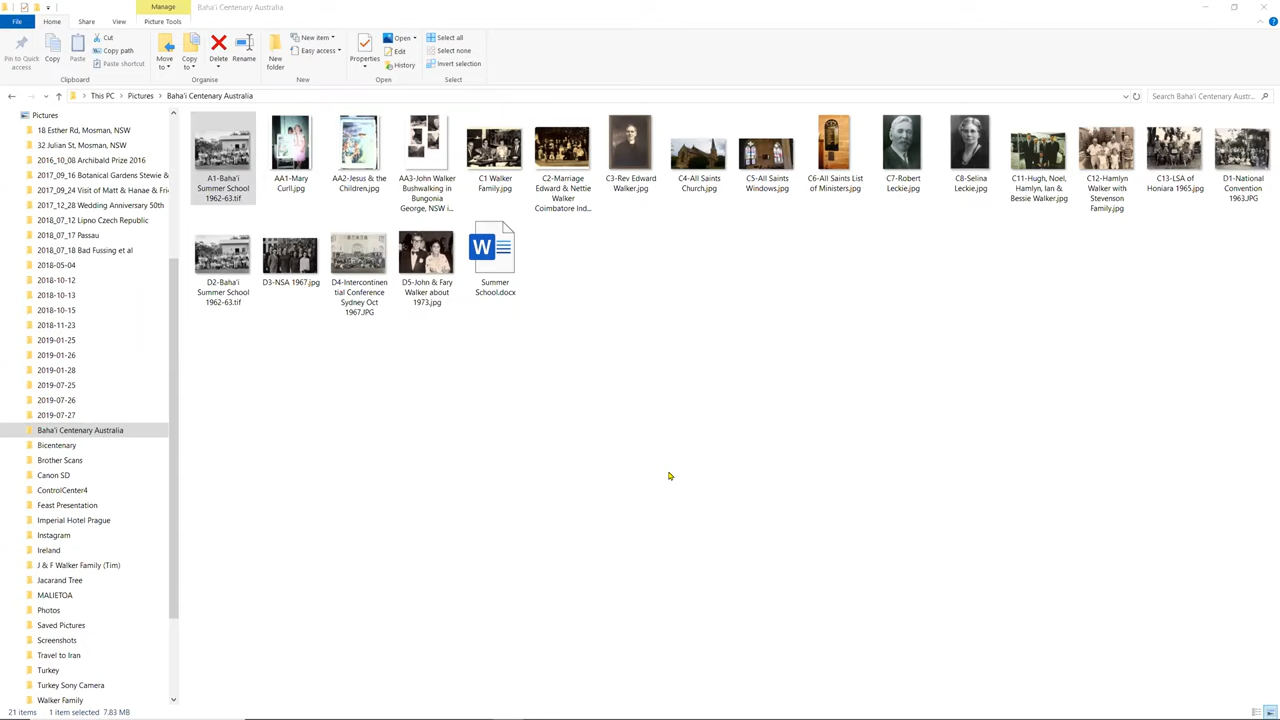 Manage
Baha'i Centenary Australia
File
Home
Share
View
Picture Tools
Pin to Quick access
Copy
Paste
Cut
Copy path
Paste shortcut
Move to
Copy to
Delete
Rename
New folder
New item
Easy access
Properties
Open
Edit
History
Select all
Select none
Invert selection
Clipboard
Organise
New
Open
Select
This PC
Pictures
Baha'i Centenary Australia
Search Baha'i Centenary Austr...
Pictures
18 Esther Rd, Mosman, NSW
32 Julian St, Mosman, NSW
2016_10_08 Archibald Prize 2016
2017_09_16 Botanical Gardens Stewie &
2017_09_24 Visit of Matt & Hanae & Fri
2017_12_28 Wedding Anniversary 50th
2018_07_12 Lipno Czech Republic
2018_07_17 Passau
2018_07_18 Bad Fussing et al
2018-05-04
2018-10-12
2018-10-13
2018-10-15
2018-11-23
2019-01-25
2019-01-26
2019-01-28
2019-07-25
2019-07-26
2019-07-27
Baha'i Centenary Australia
Bicentenary
Brother Scans
Canon SD
ControlCenter4
Feast Presentation
Imperial Hotel Prague
Instagram
Ireland
J & F Walker Family (Tim)
Jacarand Tree
MALIETOA
Photos
Saved Pictures
Screenshots
Travel to Iran
Turkey
Turkey Sony Camera
Walker Family
A1-Baha'i
Summer School
1962-63.tif
AA1-Mary
Curll.jpg
AA2-Jesus & the
Children.jpg
AA3-John Walker
Bushwalking in
Bungonia
George, NSW i...
C1 Walker
Family.jpg
C2-Marriage
Edward & Nettie
Walker
Coimbatore Ind...
C3-Rev Edward
Walker.jpg
C4-All Saints
Church.jpg
C5-All Saints
Windows.jpg
C6-All Saints List
of Ministers.jpg
C7-Robert
Leckie.jpg
C8-Selina
Leckie.jpg
C11-Hugh, Noel,
Hamlyn, Ian &
Bessie Walker.jpg
C12-Hamlyn
Walker with
Stevenson
Family.jpg
C13-LSA of
Honiara 1965.jpg
D1-National
Convention
1963.JPG
D2-Baha'i
Summer School
1962-63.tif
D3-NSA 1967.jpg
D4-Intercontinen
tial Conference
Sydney Oct
1967.JPG
D5-John & Fary
Walker about
1973.jpg
W
Summer
School.docx
21 items
1 item selected 7.83 MB